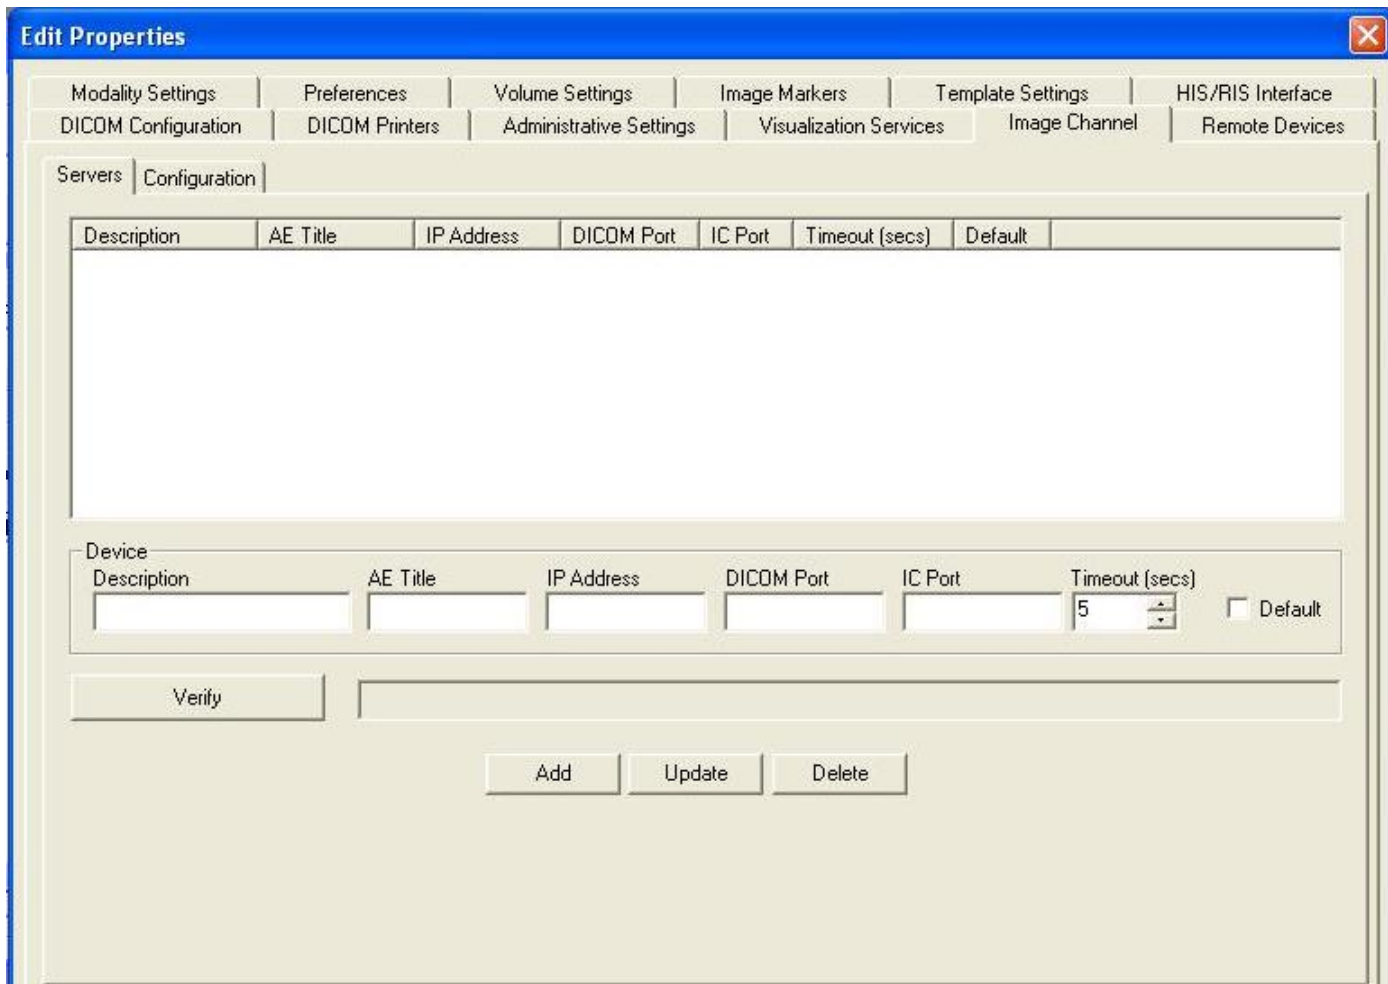 Edit Properties
Modality Settings Preferences Volume Settings Image Markers Template Settings HIS/RIS Interface
DICOM Configuration DICOM Printers Administrative Settings Visualization Services Image Channel Remote Devices
Servers Configuration
Description AE Title IP Address DICOM Port IC Port Timeout (secs) Default
Device
Description AE Title IP Address DICOM Port IC Port Timeout (secs)
5 Default
Verify
Add Update Delete